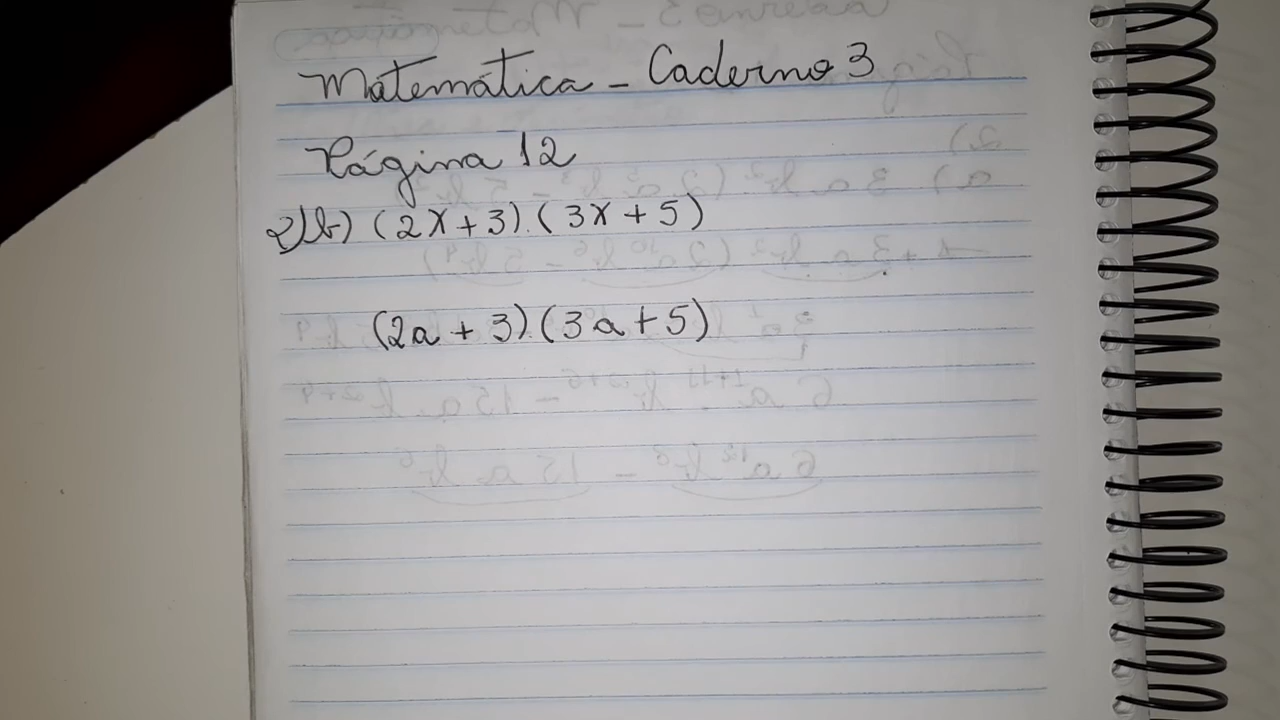 Matemática - Caderno 3
Página 12
2) b) (2x + 3).(3x + 5)
(2a + 3).(3a + 5)